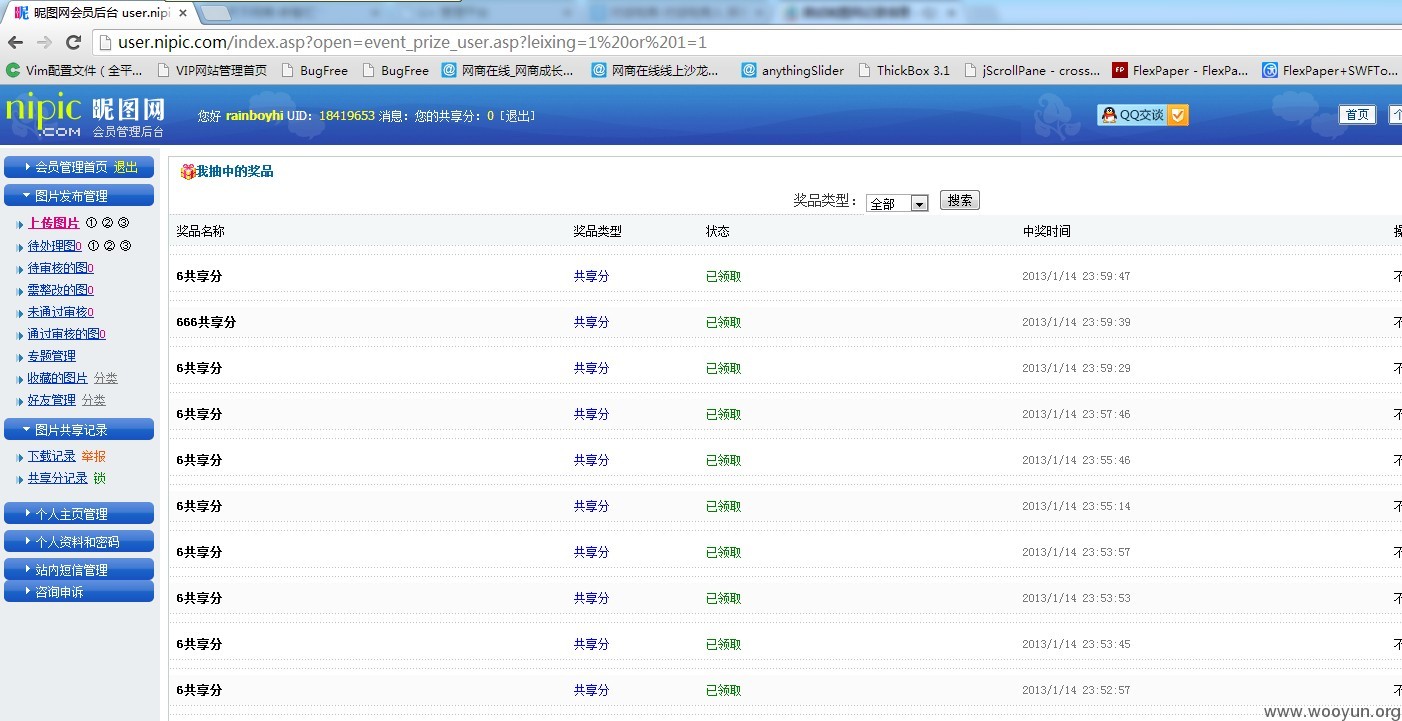 昵图网会员后台 user.nipi
user.nipic.com/index.asp?open=event_prize_user.asp?leixing=1%20or%201=1
Vim配置文件（全平... VIP网站管理首页 BugFree BugFree 网商在线_网商成长... 网商在线线上沙龙... anythingSlider ThickBox 3.1 jScrollPane - cross... FlexPaper - FlexPa... FlexPaper+SWFTo...
nipic.COM 昵图网 会员管理后台
您好 rainboyhi UID：18419653 消息：您的共享分：0 [退出]
QQ交谈
首页
会员管理首页 退出
图片发布管理
上传图片 ① ② ③
待处理图0 ① ② ③
待审核的图0
需整改的图0
未通过审核0
通过审核的图0
专题管理
收藏的图片 分类
好友管理 分类
图片共享记录
下载记录 举报
共享分记录 锁
个人主页管理
个人资料和密码
站内短信管理
咨询申诉
我抽中的奖品
奖品类型： 全部 搜索
奖品名称 奖品类型 状态 中奖时间
6共享分 共享分 已领取 2013/1/14 23:59:47
666共享分 共享分 已领取 2013/1/14 23:59:39
6共享分 共享分 已领取 2013/1/14 23:59:29
6共享分 共享分 已领取 2013/1/14 23:57:46
6共享分 共享分 已领取 2013/1/14 23:55:46
6共享分 共享分 已领取 2013/1/14 23:55:14
6共享分 共享分 已领取 2013/1/14 23:53:57
6共享分 共享分 已领取 2013/1/14 23:53:53
6共享分 共享分 已领取 2013/1/14 23:53:45
6共享分 共享分 已领取 2013/1/14 23:52:57
www.wooyun.org